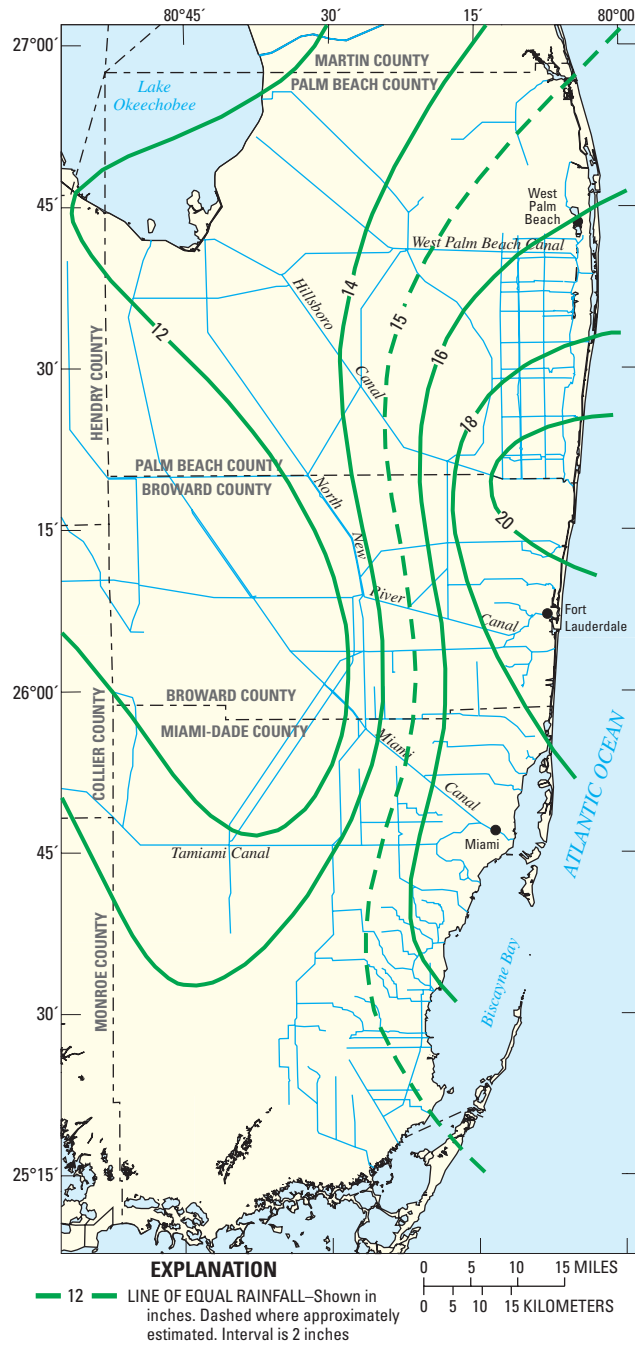 80°45´ 30´ 15´ 80°00´
27°00´
MARTIN COUNTY
PALM BEACH COUNTY
Lake
Okeechobee
45´
West
Palm
Beach
West Palm Beach Canal
14
15
16
12
Hillsboro
Canal
18
30´
HENDRY COUNTY
PALM BEACH COUNTY
BROWARD COUNTY
North
New
River
Canal
20
15´
Fort
Lauderdale
26°00´
BROWARD COUNTY
MIAMI-DADE COUNTY
COLLIER COUNTY
Miami
Canal
ATLANTIC OCEAN
Miami
45´
Tamiami Canal
MONROE COUNTY
Biscayne Bay
30´
25°15´
EXPLANATION
12 LINE OF EQUAL RAINFALL–Shown in
inches. Dashed where approximately
estimated. Interval is 2 inches
0 5 10 15 MILES
0 5 10 15 KILOMETERS